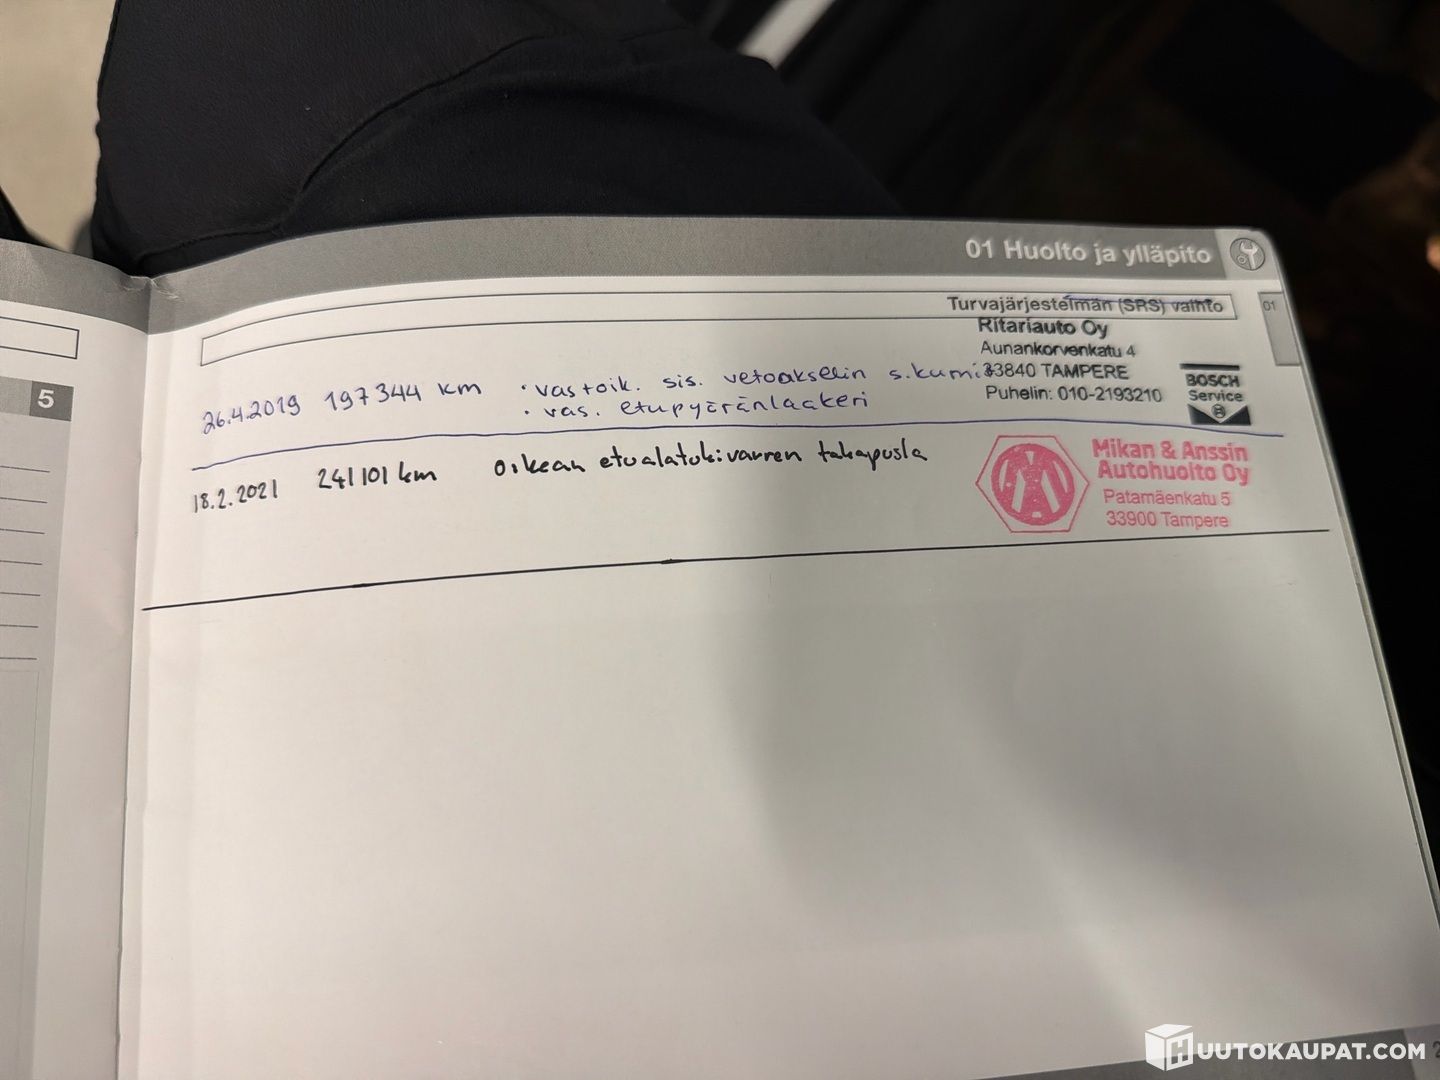 01 Huolto ja ylläpito
01
Turvajärjestelmän (SRS) vaihto
5
Ritariauto Oy
Aunankorvenkatu 4
33840 TAMPERE
Puhelin: 010-2193210
BOSCH
Service
26.4.2019 197344 km • vas+oik. sis. vetoakselin s.kumit
• vas. etupyöränlaakeri
18.2.2021 241101 km Oikean etualatukivarren takapusla
Mikan & Anssin
Autohuolto Oy
Patamäenkatu 5
33900 Tampere
HUUTOKAUPAT.COM